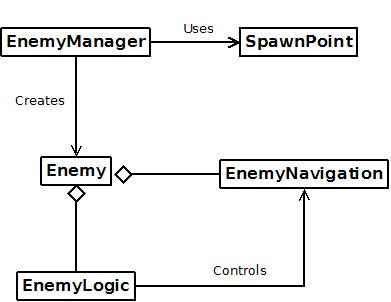 Uses
EnemyManager
SpawnPoint
Creates
Enemy
EnemyNavigation
Controls
EnemyLogic